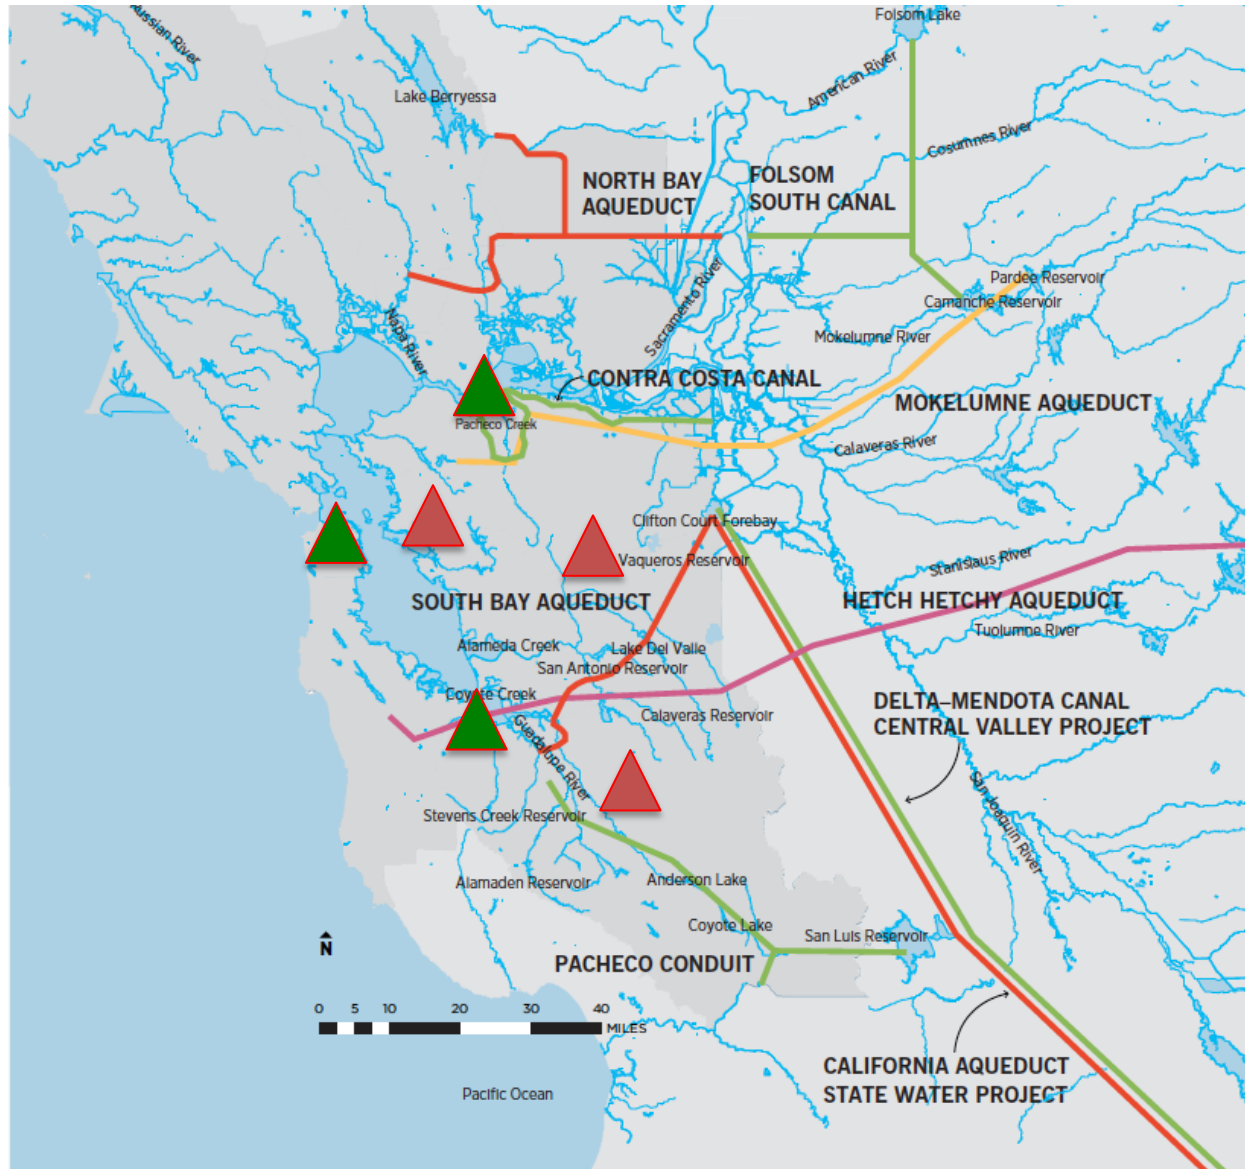 Folsom Lake
Russian River
American River
Lake Berryessa
Cosumnes River
NORTH BAY
AQUEDUCT
FOLSOM
SOUTH CANAL
Pardee Reservoir
Camanche Reservoir
Sacramento River
Napa River
Mokelumne River
CONTRA COSTA CANAL
MOKELUMNE AQUEDUCT
Pacheco Creek
Calaveras River
Clifton Court Forebay
Vaqueros Reservoir
Stanislaus River
SOUTH BAY AQUEDUCT
HETCH HETCHY AQUEDUCT
Tuolumne River
Alameda Creek
Lake Del Valle
San Antonio Reservoir
Coyote Creek
DELTA–MENDOTA CANAL
CENTRAL VALLEY PROJECT
Calaveras Reservoir
Guadalupe River
San Joaquin River
Stevens Creek Reservoir
Alamaden Reservoir
Anderson Lake
Coyote Lake
San Luis Reservoir
N
PACHECO CONDUIT
0 5 10 20 30 40
MILES
CALIFORNIA AQUEDUCT
STATE WATER PROJECT
Pacific Ocean